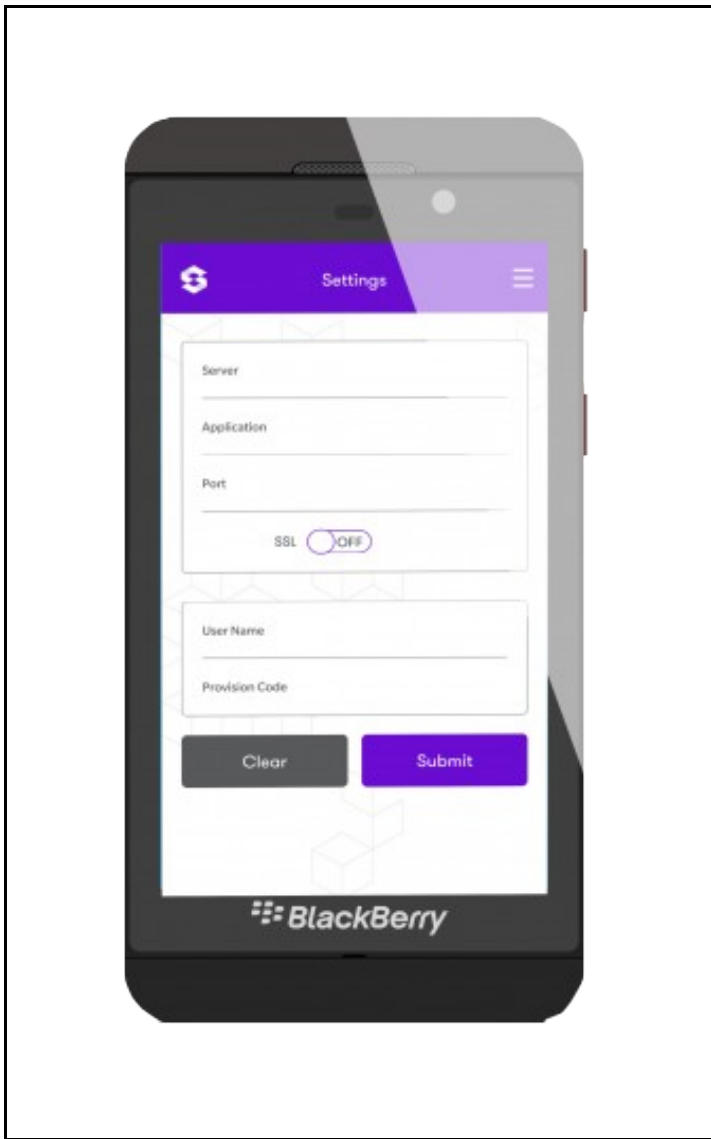 Settings
Server
Application
Port
SSL OFF
User Name
Provision Code
Clear Submit
BlackBerry